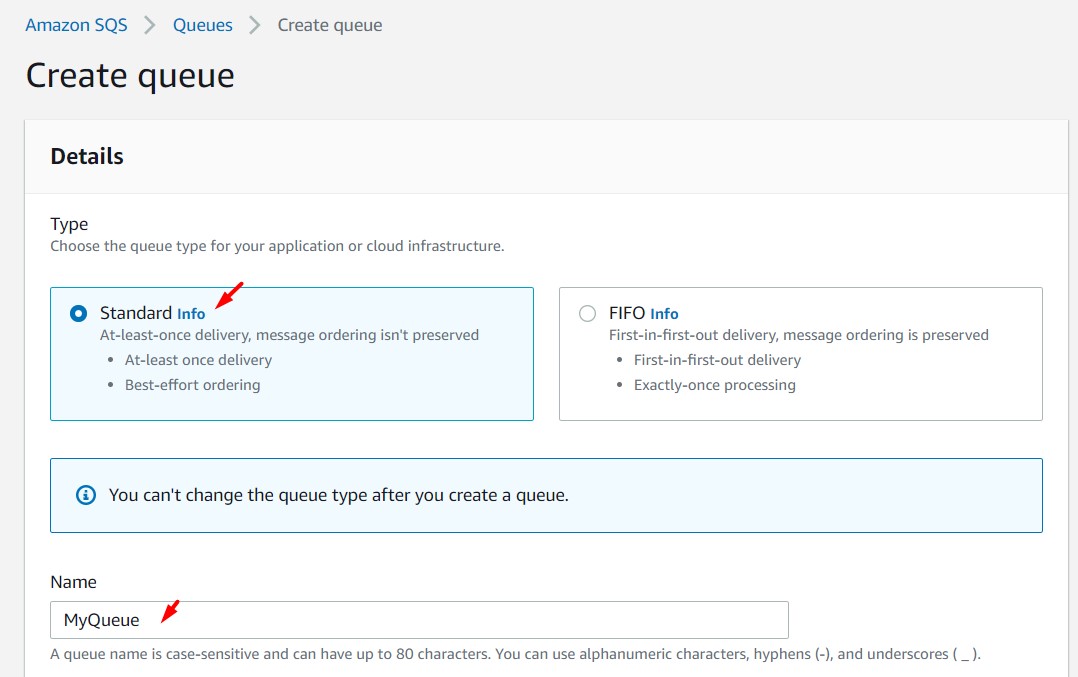 Amazon SQS > Queues > Create queue
Create queue
Details
Type
Choose the queue type for your application or cloud infrastructure.
Standard Info
At-least-once delivery, message ordering isn't preserved
• At-least once delivery
• Best-effort ordering
FIFO Info
First-in-first-out delivery, message ordering is preserved
• First-in-first-out delivery
• Exactly-once processing
You can't change the queue type after you create a queue.
Name
MyQueue
A queue name is case-sensitive and can have up to 80 characters. You can use alphanumeric characters, hyphens (-), and underscores ( _ ).